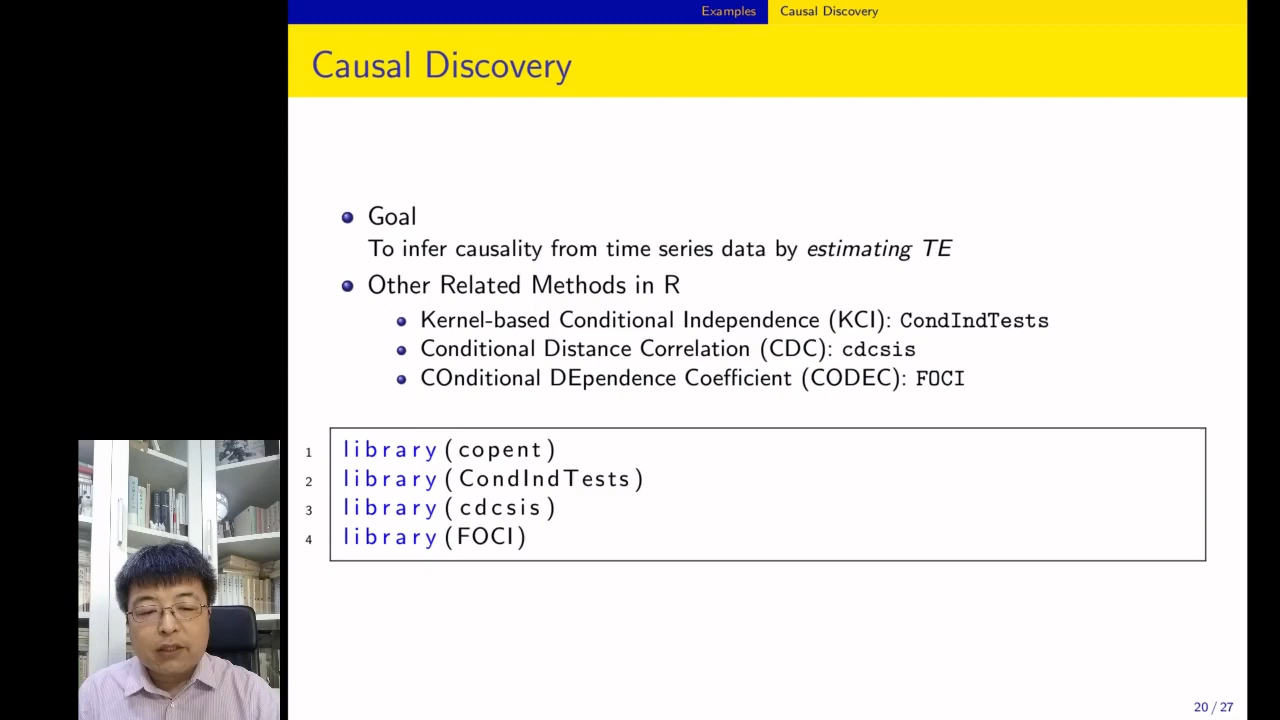 Examples Causal Discovery
Causal Discovery
Goal
To infer causality from time series data by estimating TE
Other Related Methods in R
Kernel-based Conditional Independence (KCI): CondIndTests
Conditional Distance Correlation (CDC): cdcsis
COnditional DEpendence Coefficient (CODEC): FOCI
1 library(copent)
2 library(CondIndTests)
3 library(cdcsis)
4 library(FOCI)
20 / 27